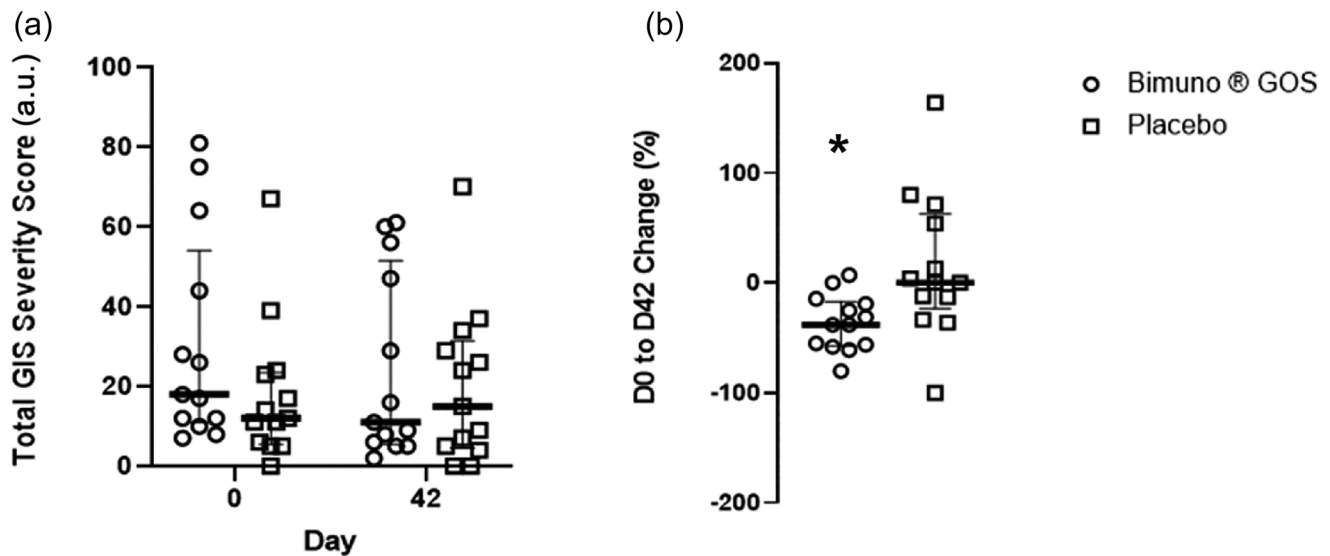 (a)
Total GIS Severity Score (a.u.)
100
80
60
40
20
0
0 42
Day
(b)
D0 to D42 Change (%)
200
100
0
-100
-200
*
Bimuno ® GOS
Placebo